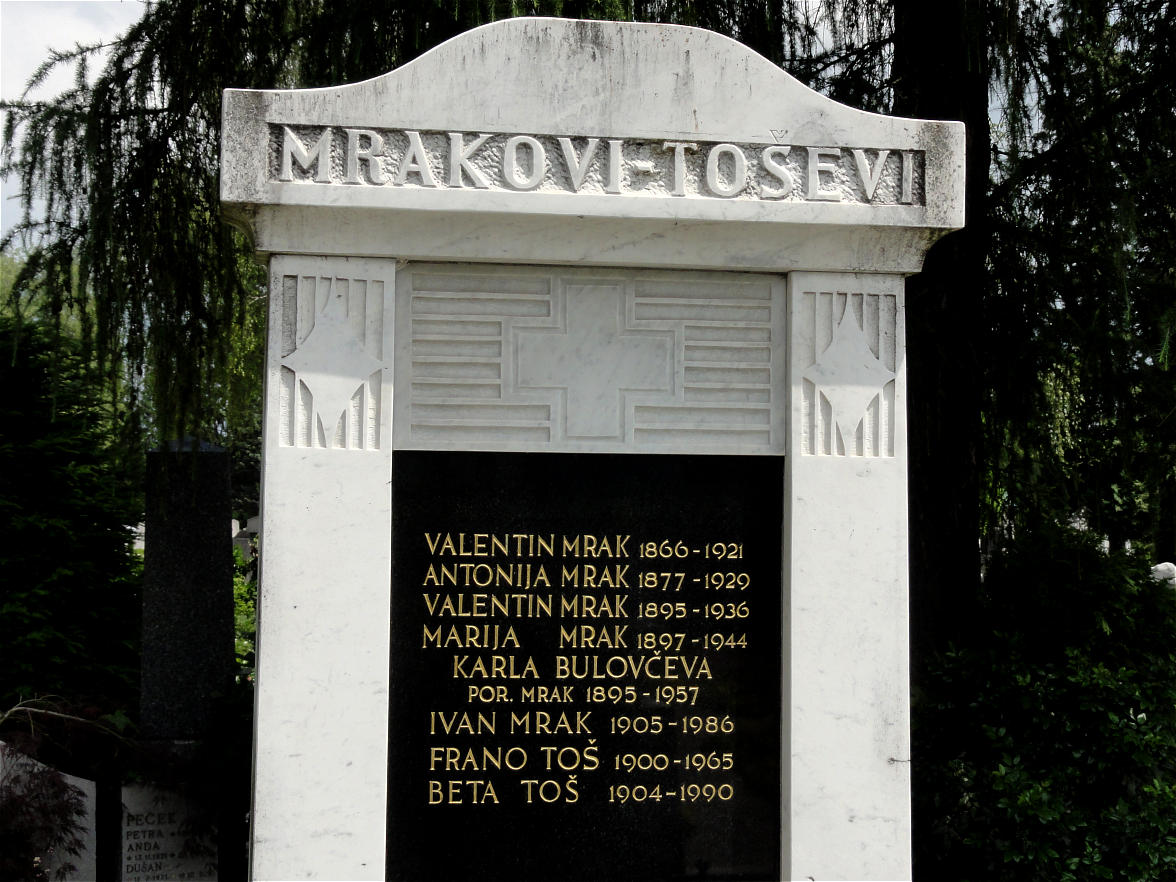 MRAKOVI-TOŠEVI
VALENTIN MRAK 1866-1921
ANTONIJA MRAK 1877-1929
VALENTIN MRAK 1895-1936
MARIJA MRAK 1897-1944
KARLA BULOVČEVA
POR. MRAK 1895-1957
IVAN MRAK 1905-1986
FRANO TOŠ 1900-1965
BETA TOŠ 1904-1990
PEČEK
PETRA
ANDA
DUŠAN